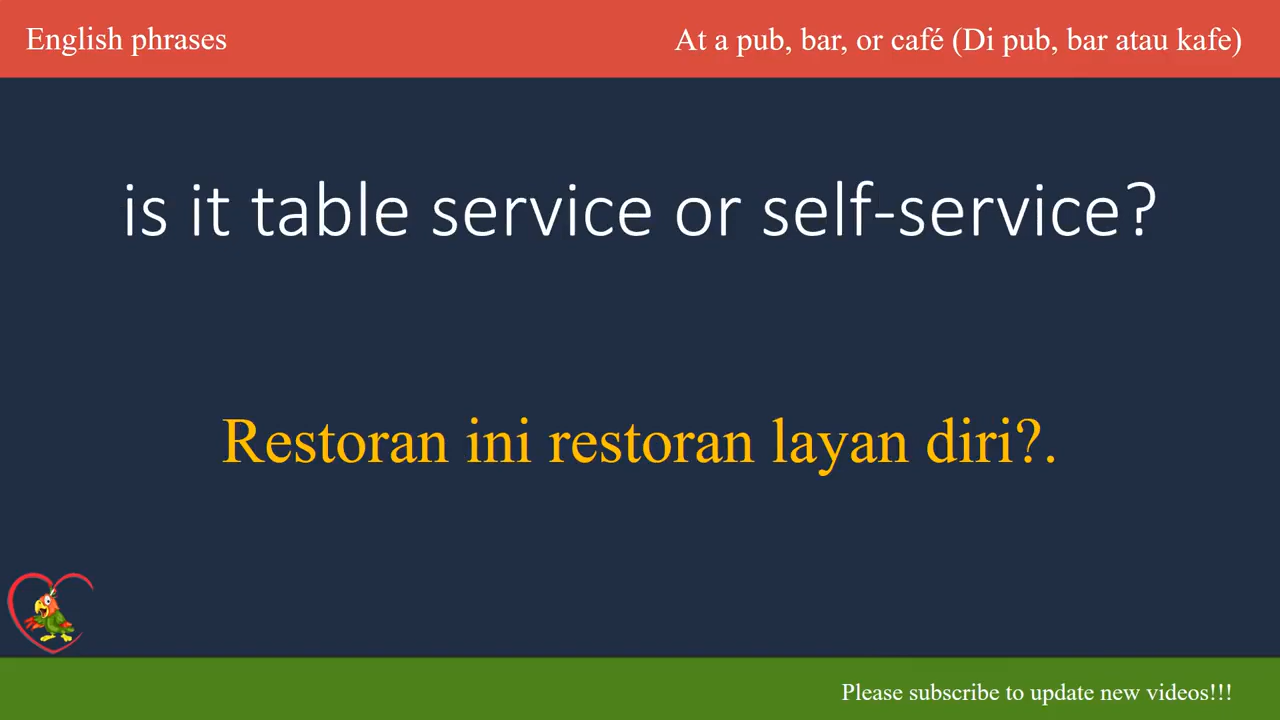 English phrases
At a pub, bar, or café (Di pub, bar atau kafe)
is it table service or self-service?
Restoran ini restoran layan diri?.
Please subscribe to update new videos!!!